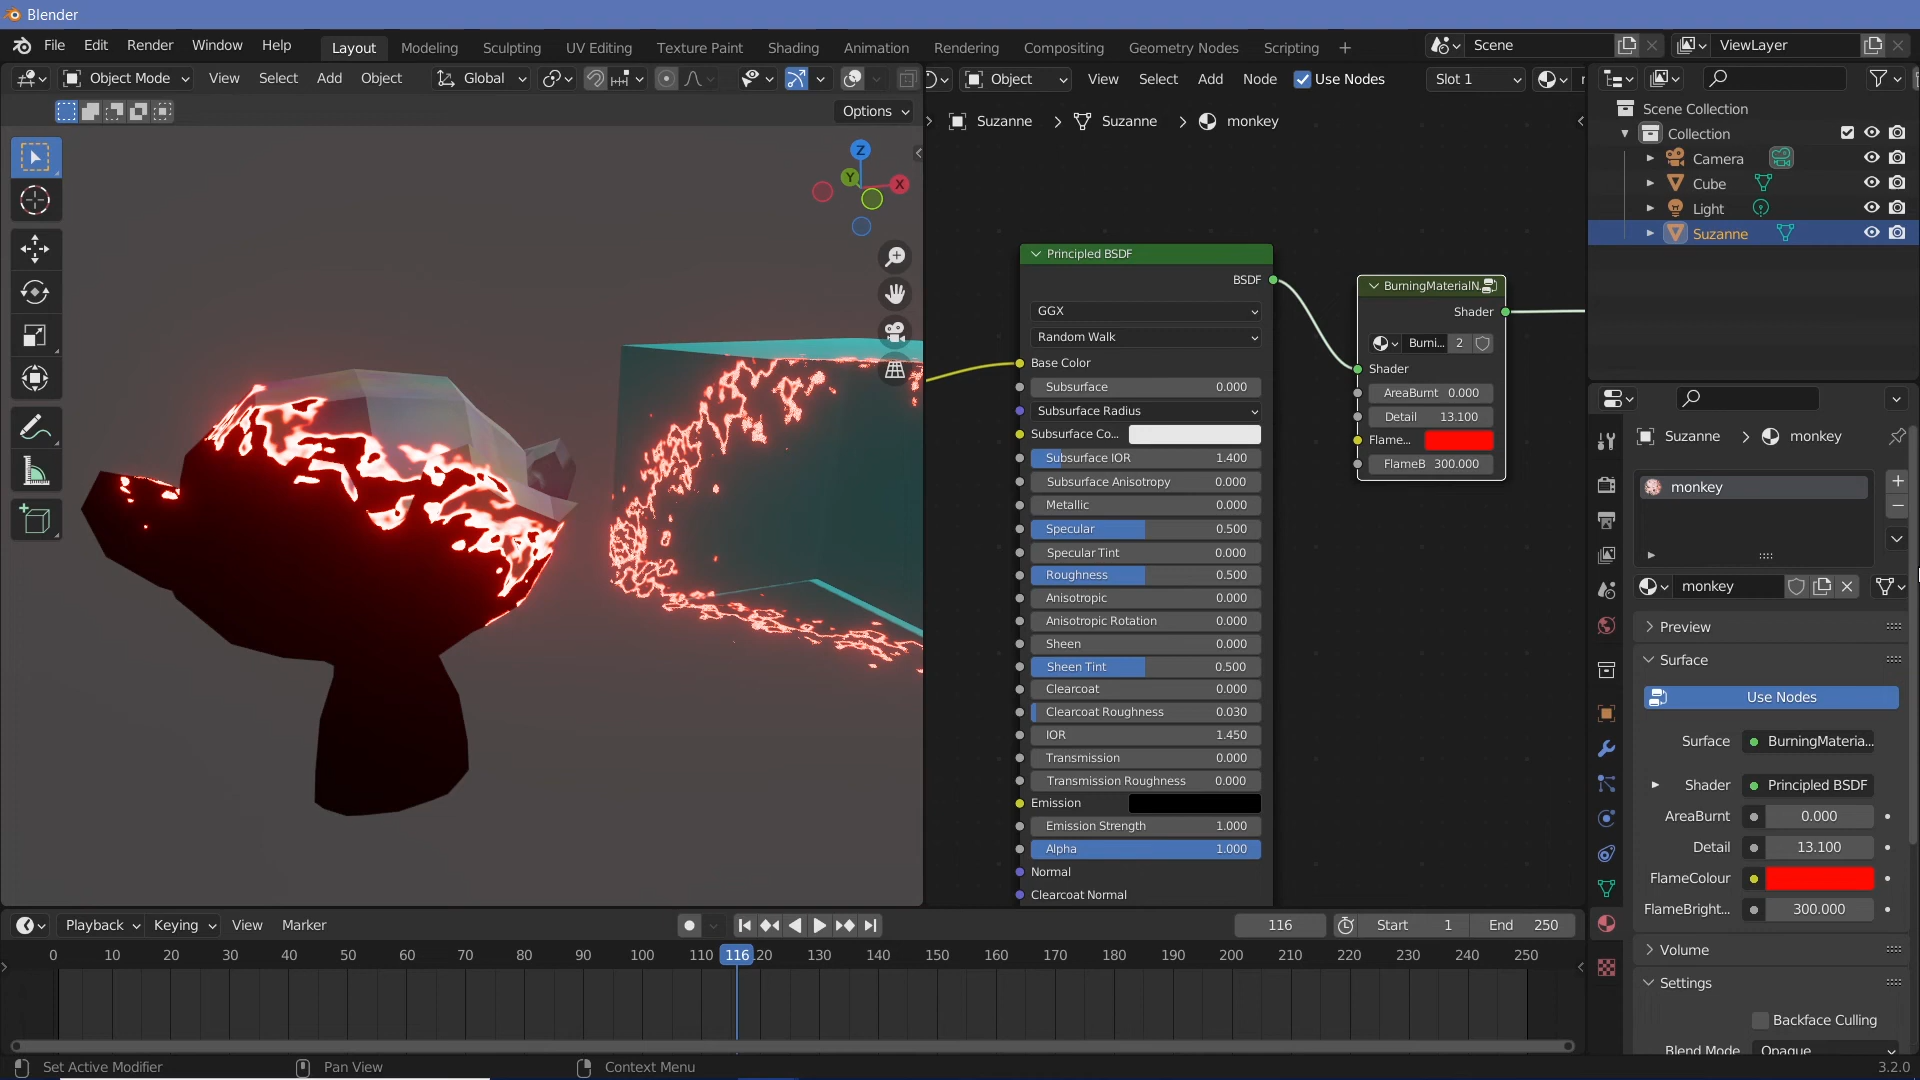 Blender
File Edit Render Window Help
Layout Modeling Sculpting UV Editing Texture Paint Shading Animation Rendering Compositing Geometry Nodes Scripting +
Scene
ViewLayer
Object Mode View Select Add Object Global
Object View Select Add Node Use Nodes Slot 1
Options
Suzanne > Suzanne > monkey
Z
Y
X
Principled BSDF
BSDF
GGX
Random Walk
Base Color
Subsurface 0.000
Subsurface Radius
Subsurface Co...
Subsurface IOR 1.400
Subsurface Anisotropy 0.000
Metallic 0.000
Specular 0.500
Specular Tint 0.000
Roughness 0.500
Anisotropic 0.000
Anisotropic Rotation 0.000
Sheen 0.000
Sheen Tint 0.500
Clearcoat 0.000
Clearcoat Roughness 0.030
IOR 1.450
Transmission 0.000
Transmission Roughness 0.000
Emission
Emission Strength 1.000
Alpha 1.000
Normal
Clearcoat Normal
BurningMaterialN.
Shader
Burni... 2
Shader
AreaBurnt 0.000
Detail 13.100
Flame...
FlameB 300.000
Scene Collection
Collection
Camera
Cube
Light
Suzanne
Suzanne > monkey
monkey
monkey
Preview
Surface
Use Nodes
Surface BurningMateria...
Shader Principled BSDF
AreaBurnt 0.000
Detail 13.100
FlameColour
FlameBright... 300.000
Volume
Settings
Backface Culling
Blend Mode Opaque
Playback Keying View Marker
116 Start 1 End 250
0 10 20 30 40 50 60 70 80 90 100 110 116 20 130 140 150 160 170 180 190 200 210 220 230 240 250
Set Active Modifier Pan View Context Menu 3.2.0